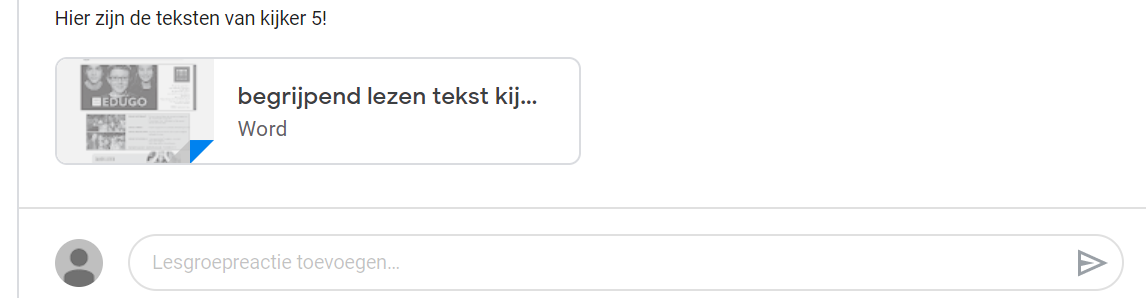 Hier zijn de teksten van kijker 5!
EDUGO
begrijpend lezen tekst kij...
Word
Lesgroepreactie toevoegen...